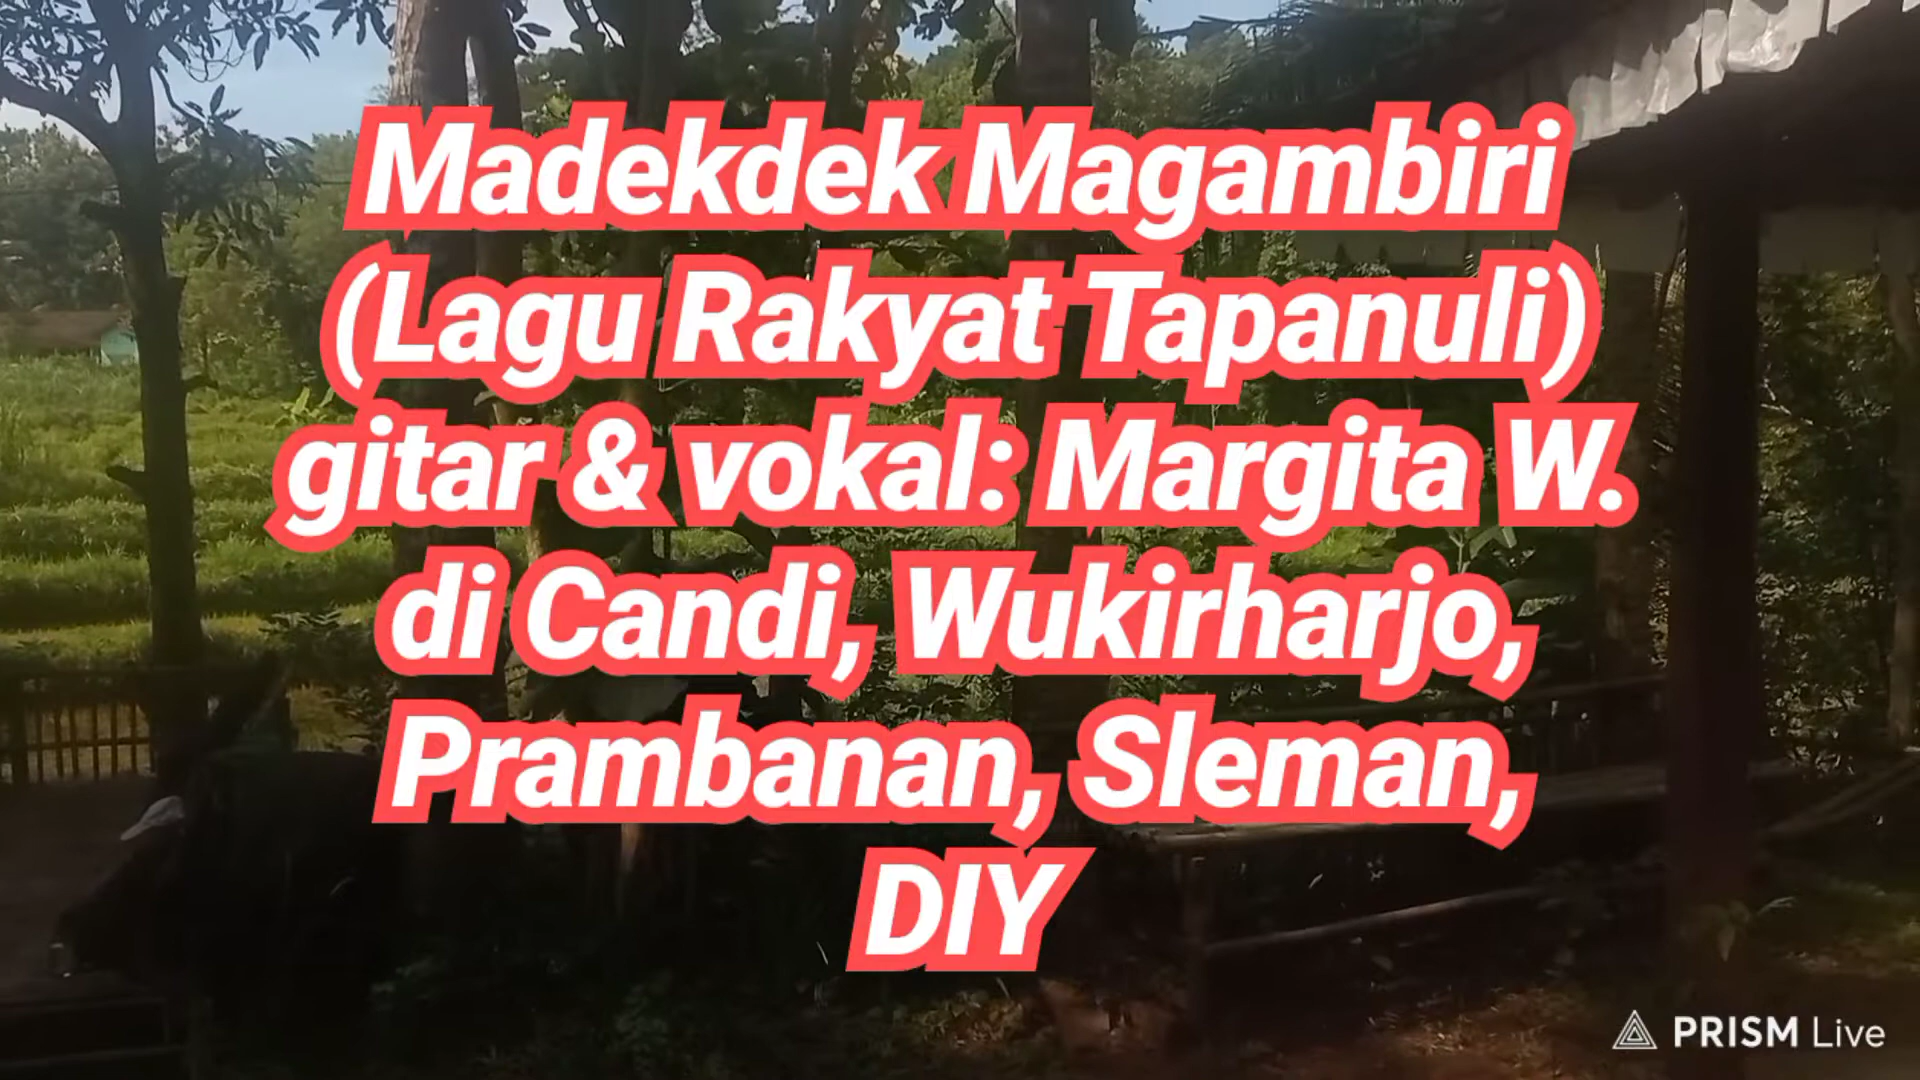 Madekdek Magambiri
(Lagu Rakyat Tapanuli)
gitar & vokal: Margita W.
di Candi, Wukirharjo,
Prambanan, Sleman,
DIY
PRISM Live